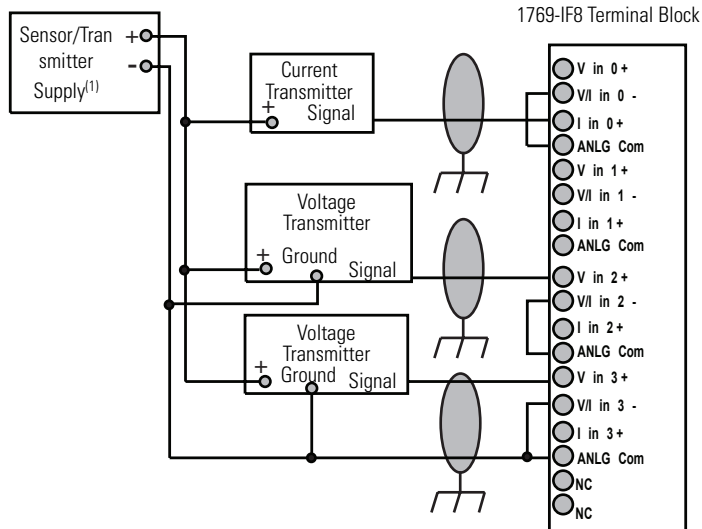 1769-IF8 Terminal Block
Sensor/Tran
smitter
Supply(1)
+
-
Current
Transmitter
Signal
+
Voltage
Transmitter
+
Ground
Signal
Voltage
Transmitter
+
Ground
Signal
V in 0 +
V/I in 0 -
I in 0 +
ANLG Com
V in 1 +
V/I in 1 -
I in 1 +
ANLG Com
V in 2 +
V/I in 2 -
I in 2 +
ANLG Com
V in 3 +
V/I in 3 -
I in 3 +
ANLG Com
NC
NC